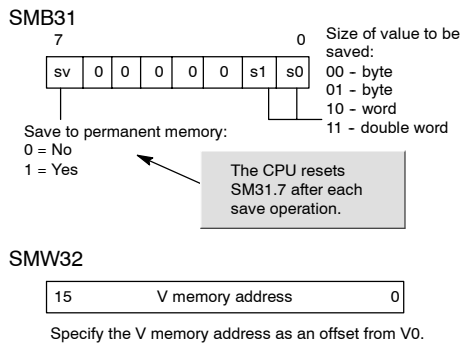 SMB31
7 0
sv 0 0 0 0 0 s1 s0
Size of value to be
saved:
00 - byte
01 - byte
10 - word
11 - double word
Save to permanent memory:
0 = No
1 = Yes
The CPU resets
SM31.7 after each
save operation.
SMW32
15 V memory address 0
Specify the V memory address as an offset from V0.